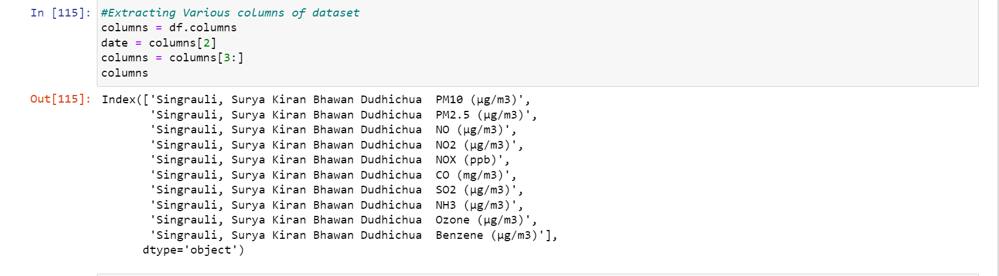 In [115]: #Extracting Various columns of dataset
columns = df.columns
date = columns[2]
columns = columns[3:]
columns
Out[115]: Index(['Singrauli, Surya Kiran Bhawan Dudhichua  PM10 (µg/m3)',
'Singrauli, Surya Kiran Bhawan Dudhichua  PM2.5 (µg/m3)',
'Singrauli, Surya Kiran Bhawan Dudhichua  NO (µg/m3)',
'Singrauli, Surya Kiran Bhawan Dudhichua  NO2 (µg/m3)',
'Singrauli, Surya Kiran Bhawan Dudhichua  NOX (ppb)',
'Singrauli, Surya Kiran Bhawan Dudhichua  CO (mg/m3)',
'Singrauli, Surya Kiran Bhawan Dudhichua  SO2 (µg/m3)',
'Singrauli, Surya Kiran Bhawan Dudhichua  NH3 (µg/m3)',
'Singrauli, Surya Kiran Bhawan Dudhichua  Ozone (µg/m3)',
'Singrauli, Surya Kiran Bhawan Dudhichua  Benzene (µg/m3)'],
dtype='object')